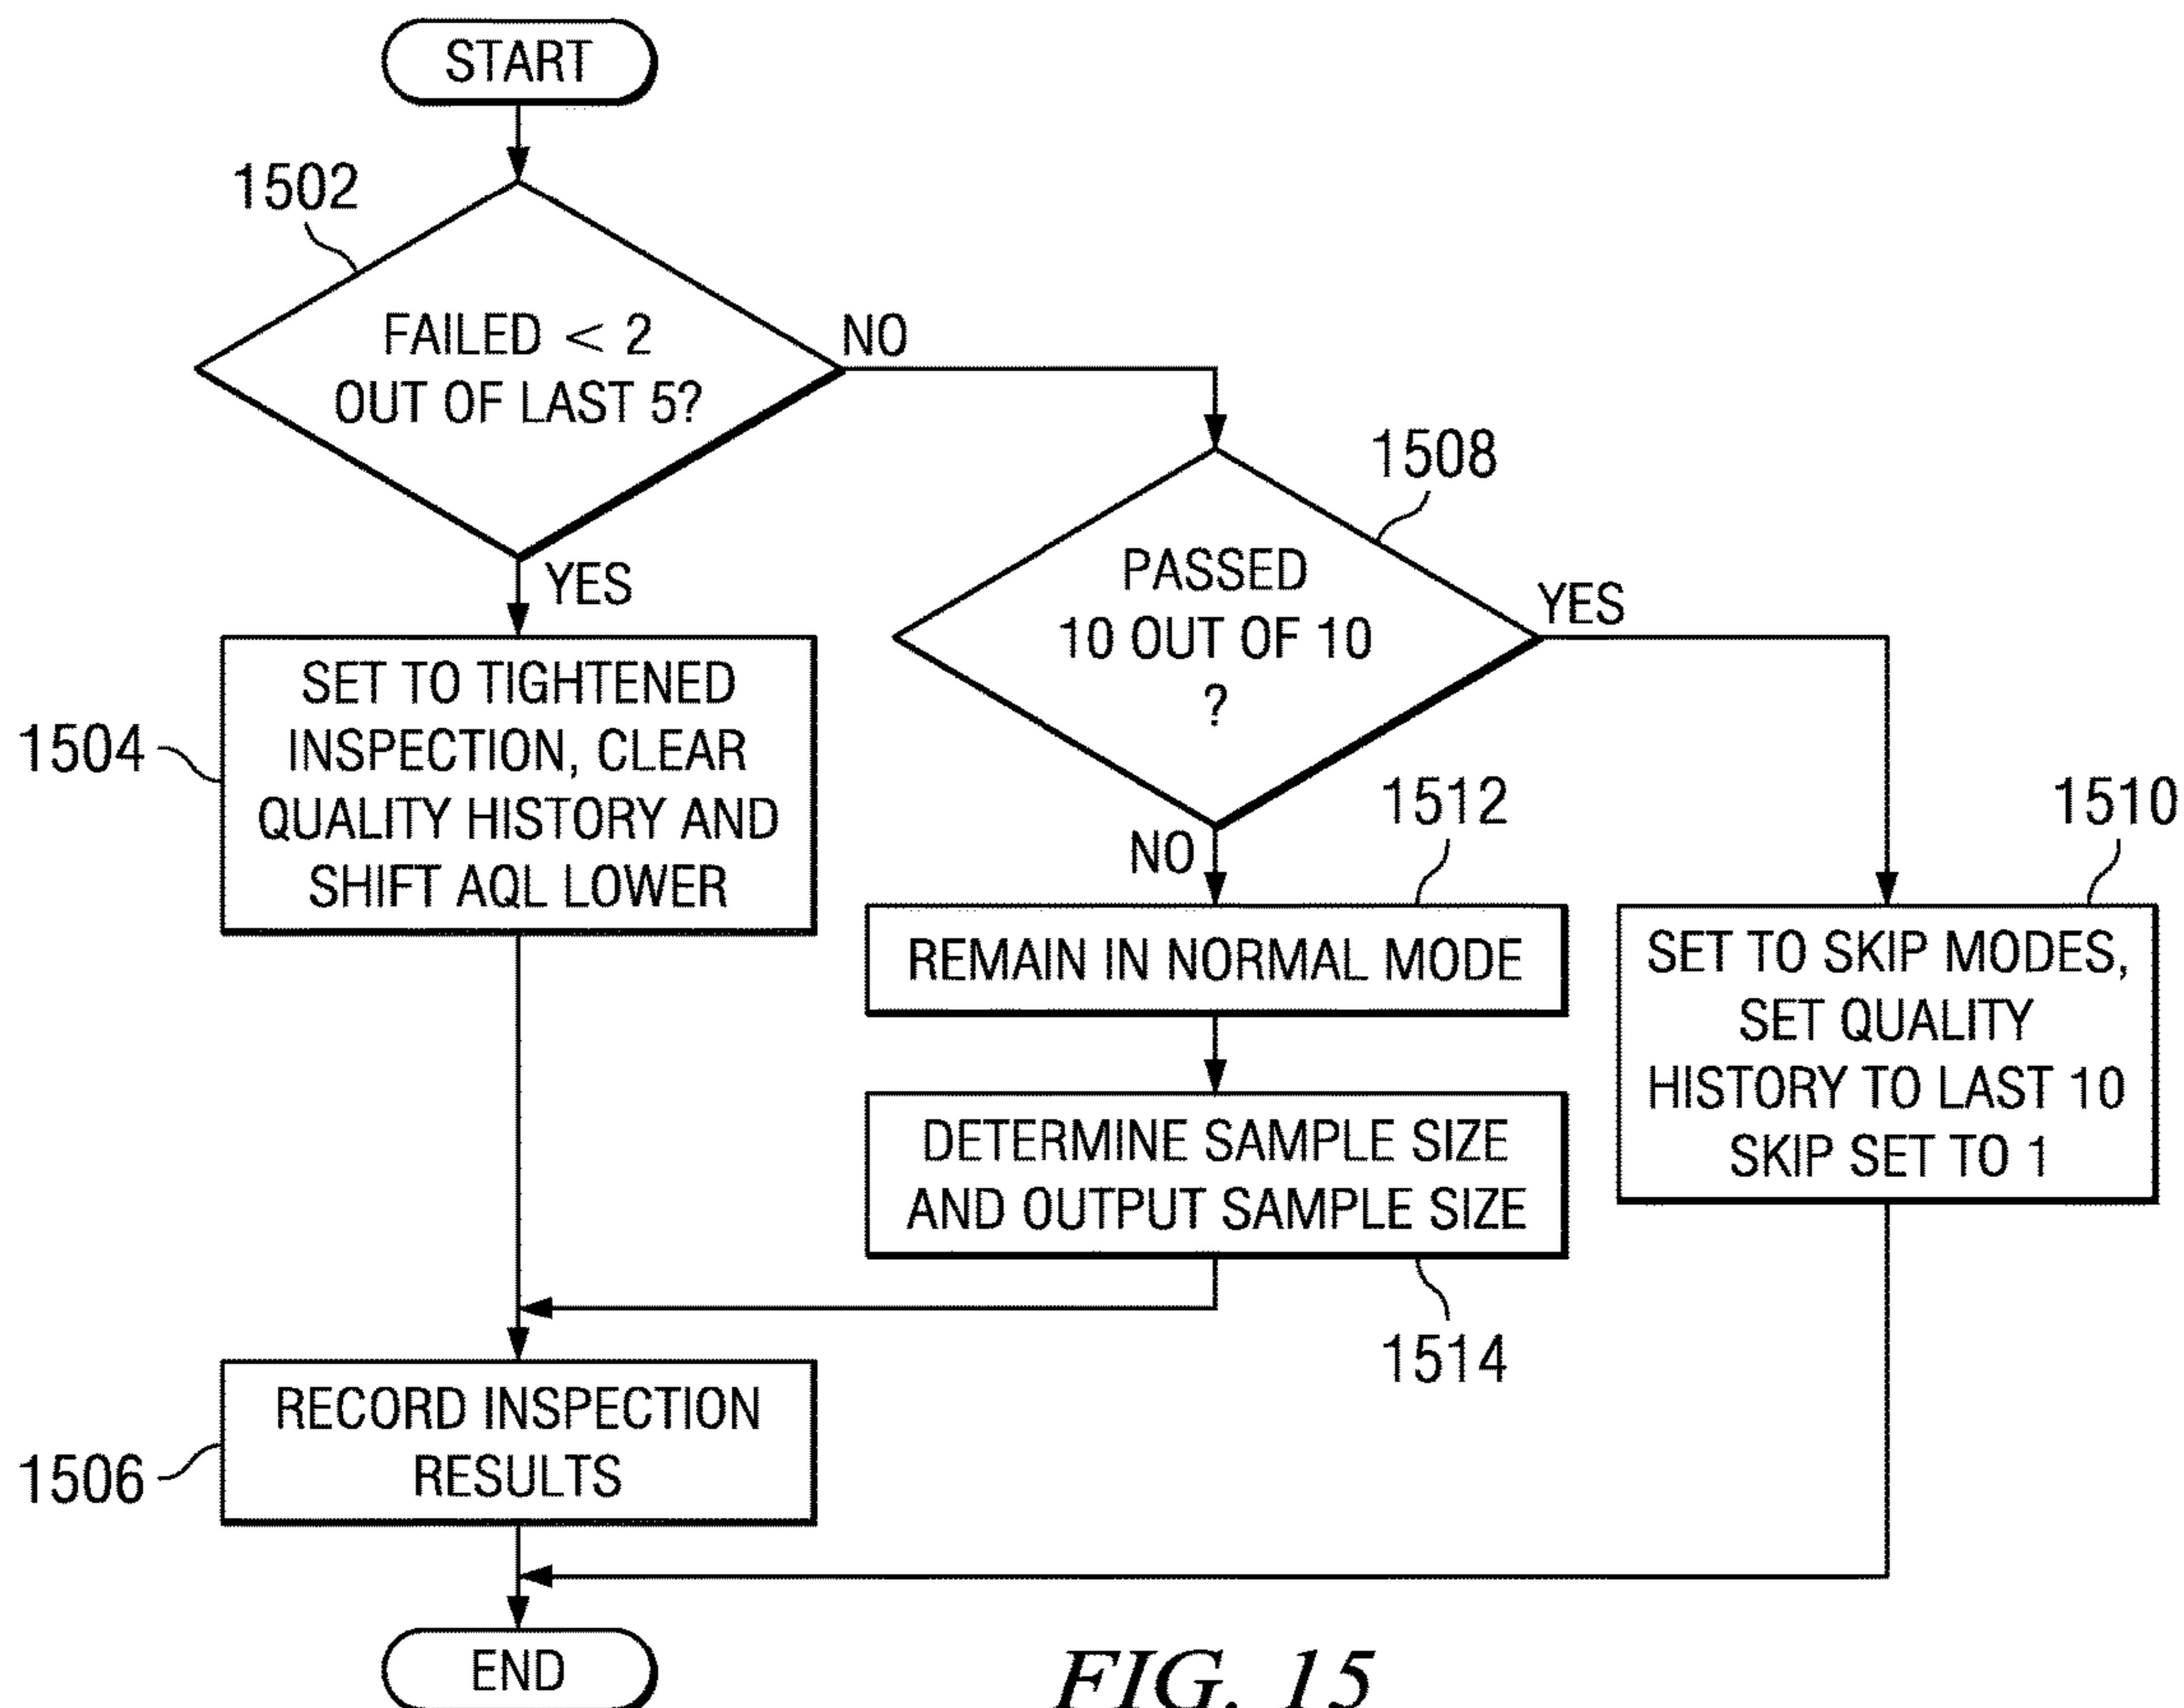 START
1502
FAILED < 2
OUT OF LAST 5?
NO
YES
1508
PASSED
10 OUT OF 10
?
YES
NO
1504
SET TO TIGHTENED
INSPECTION, CLEAR
QUALITY HISTORY AND
SHIFT AQL LOWER
1512
REMAIN IN NORMAL MODE
1510
SET TO SKIP MODES,
SET QUALITY
HISTORY TO LAST 10
SKIP SET TO 1
DETERMINE SAMPLE SIZE
AND OUTPUT SAMPLE SIZE
1514
1506
RECORD INSPECTION
RESULTS
END
FIG. 15